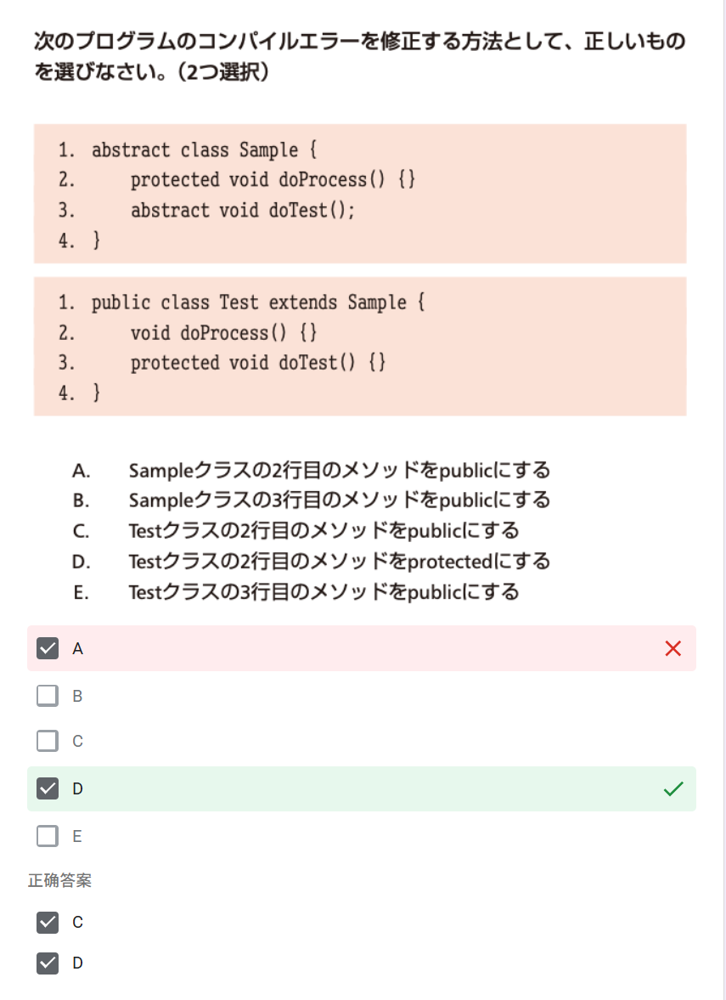 次のプログラムのコンパイルエラーを修正する方法として、正しいもの
を選びなさい。（2つ選択）
1. abstract class Sample {
2.     protected void doProcess() {}
3.     abstract void doTest();
4. }
1. public class Test extends Sample {
2.     void doProcess() {}
3.     protected void doTest() {}
4. }
A. Sampleクラスの2行目のメソッドをpublicにする
B. Sampleクラスの3行目のメソッドをpublicにする
C. Testクラスの2行目のメソッドをpublicにする
D. Testクラスの2行目のメソッドをprotectedにする
E. Testクラスの3行目のメソッドをpublicにする
A
B
C
D
E
正确答案
C
D